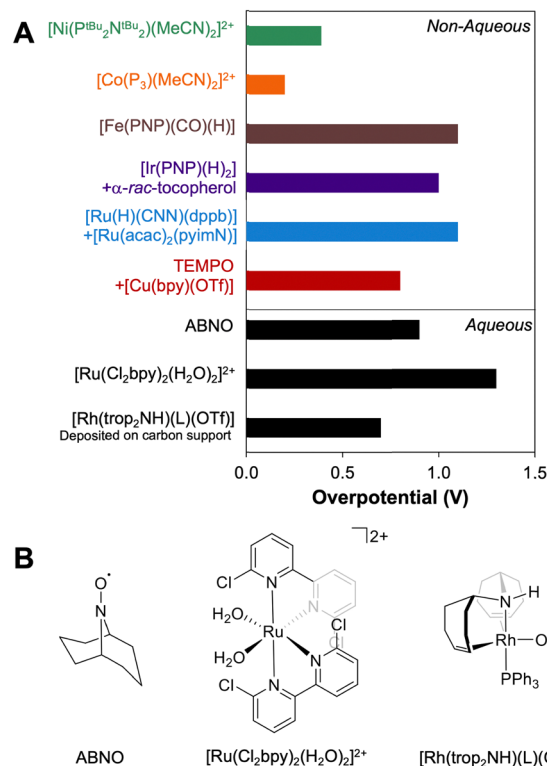 A
Non-Aqueous
[Ni(Pᵗᴮᵘ₂Nᵗᴮᵘ₂)(MeCN)₂]²⁺
[Co(P₃)(MeCN)₂]²⁺
[Fe(PNP)(CO)(H)]
[Ir(PNP)(H)₂]
+α-rac-tocopherol
[Ru(H)(CNN)(dppb)]
+[Ru(acac)₂(pyimN)]
TEMPO
+[Cu(bpy)(OTf)]
Aqueous
ABNO
[Ru(Cl₂bpy)₂(H₂O)₂]²⁺
[Rh(trop₂NH)(L)(OTf)]
Deposited on carbon support
0.0 0.5 1.0 1.5
Overpotential (V)
B
2+
O•
N
Cl
N
N
H₂O
H₂O
Ru
Cl
Cl
N
Cl
N
N
H
Rh
O
PPh₃
ABNO
[Ru(Cl₂bpy)₂(H₂O)₂]²⁺
[Rh(trop₂NH)(L)(